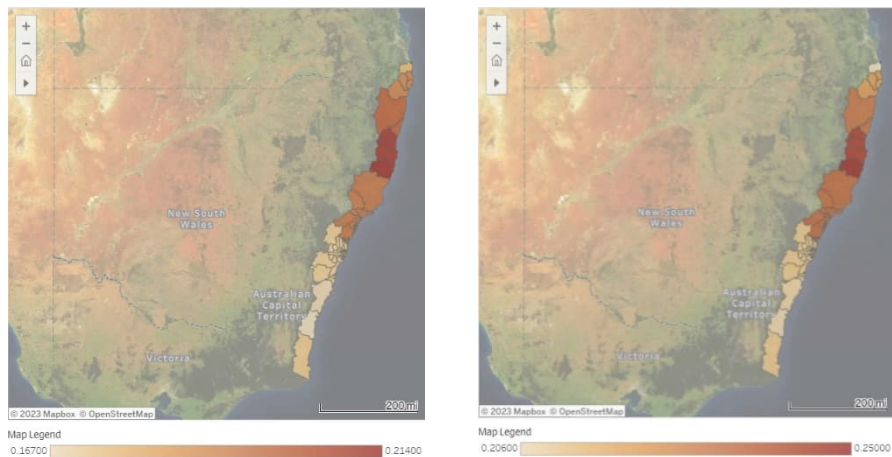 New South
Wales
Australian
Capital
Territory
Victoria
200 mi
© 2023 Mapbox © OpenStreetMap
Map Legend
0.16700 0.21400
New South
Wales
Australian
Capital
Territory
Victoria
200 mi
© 2023 Mapbox © OpenStreetMap
Map Legend
0.20600 0.25000